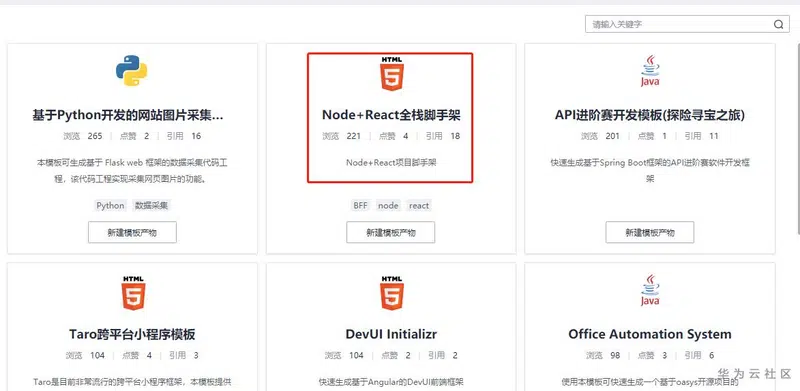 请输入关键字
基于Python开发的网站图片采集...
浏览 265 点赞 2 引用 16
本模板可生成基于 Flask web 框架的数据采集代码工
程，该代码工程实现采集网页图片的功能。
Python 数据采集
新建模板产物
HTML
5
Node+React全栈脚手架
浏览 221 点赞 4 引用 18
Node+React项目脚手架
BFF node react
新建模板产物
Java
API进阶赛开发模板(探险寻宝之旅)
浏览 201 点赞 1 引用 11
快速生成基于Spring Boot框架的API进阶赛软件开发框
架
新建模板产物
HTML
5
Taro跨平台小程序模板
浏览 104 点赞 4 引用 3
Taro是目前非常流行的跨平台小程序框架，本模板提供
HTML
5
DevUI Initializr
浏览 104 点赞 2 引用 2
快速生成基于Angular的DevUI前端框架
Java
Office Automation System
浏览 98 点赞 3 引用 6
使用本模板可快速生成一个基于oasys开源项目的
华为云社区